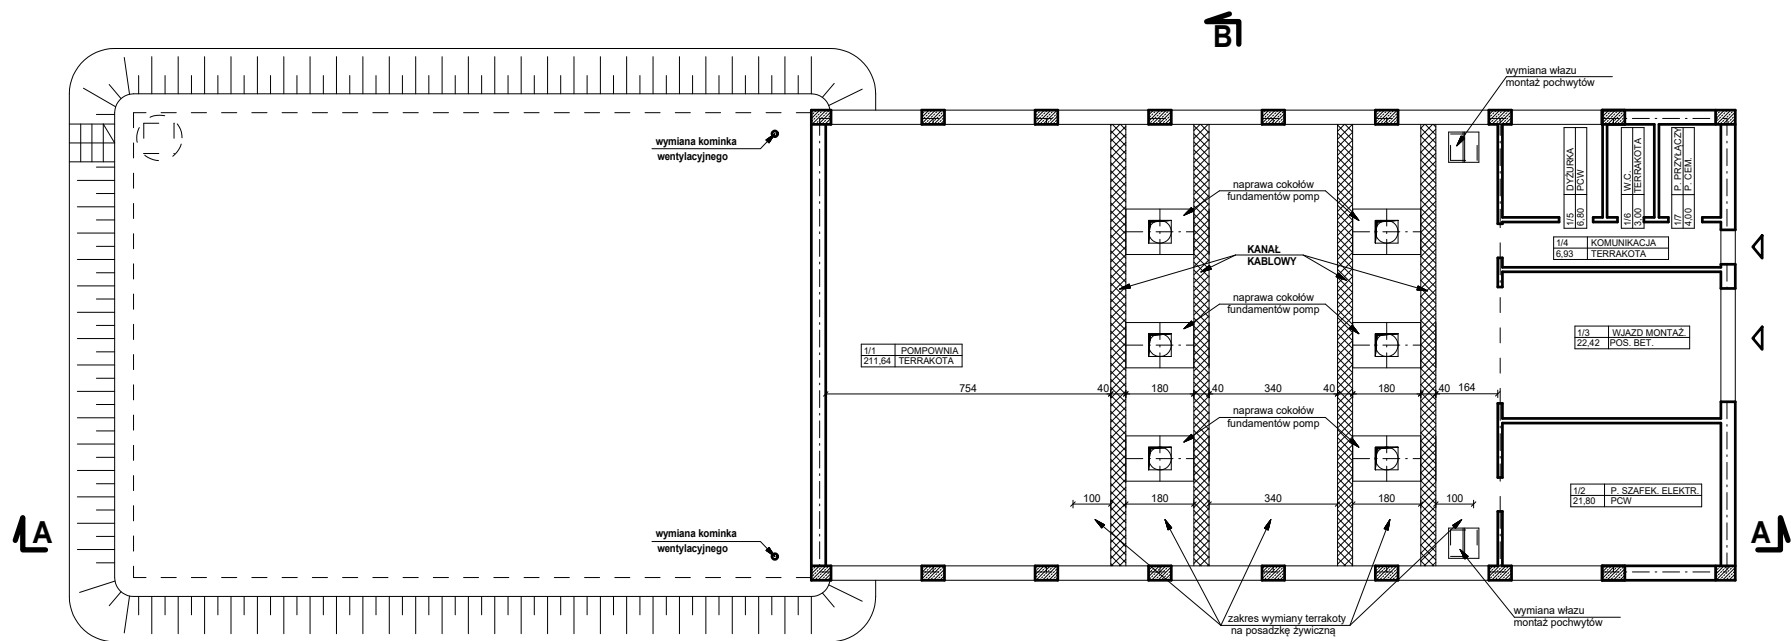 B
wymiana włazu
montaż pochwytów
wymiana kominka
wentylacyjnego
naprawa cokołów
fundamentów pomp
1/5 DYŻURKA
6,80 PCW
1/6 W.C.
3,00 TERRAKOTA
1/7 P. PRZYŁĄCZY
4,00 P. CEM.
1/4 KOMUNIKACJA
6,93 TERRAKOTA
KANAŁ
KABLOWY
naprawa cokołów
fundamentów pomp
1/3 WJAZD MONTAŻ.
22,42 POS. BET.
1/1 POMPOWNIA
211,64 TERRAKOTA
754 40 180 40 340 40 180 40 164
naprawa cokołów
fundamentów pomp
100 180 340 180 100
1/2 P. SZAFEK. ELEKTR.
21,80 PCW
A
A
wymiana kominka
wentylacyjnego
zakres wymiany terrakoty
na posadzkę żywiczną
wymiana włazu
montaż pochwytów